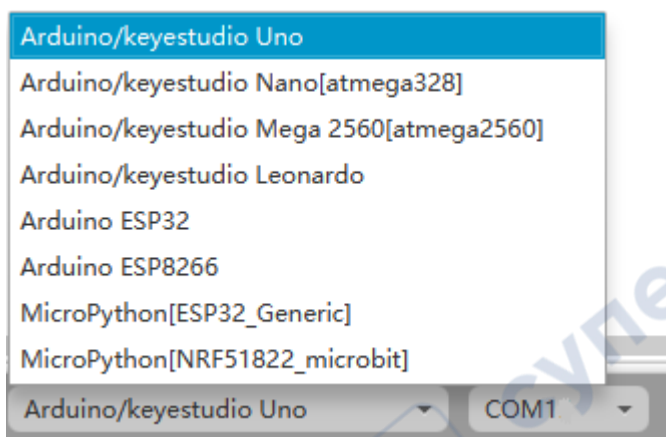 Arduino/keyestudio Uno
Arduino/keyestudio Nano[atmega328]
Arduino/keyestudio Mega 2560[atmega2560]
Arduino/keyestudio Leonardo
Arduino ESP32
Arduino ESP8266
MicroPython[ESP32_Generic]
MicroPython[NRF51822_microbit]
Arduino/keyestudio Uno COM1